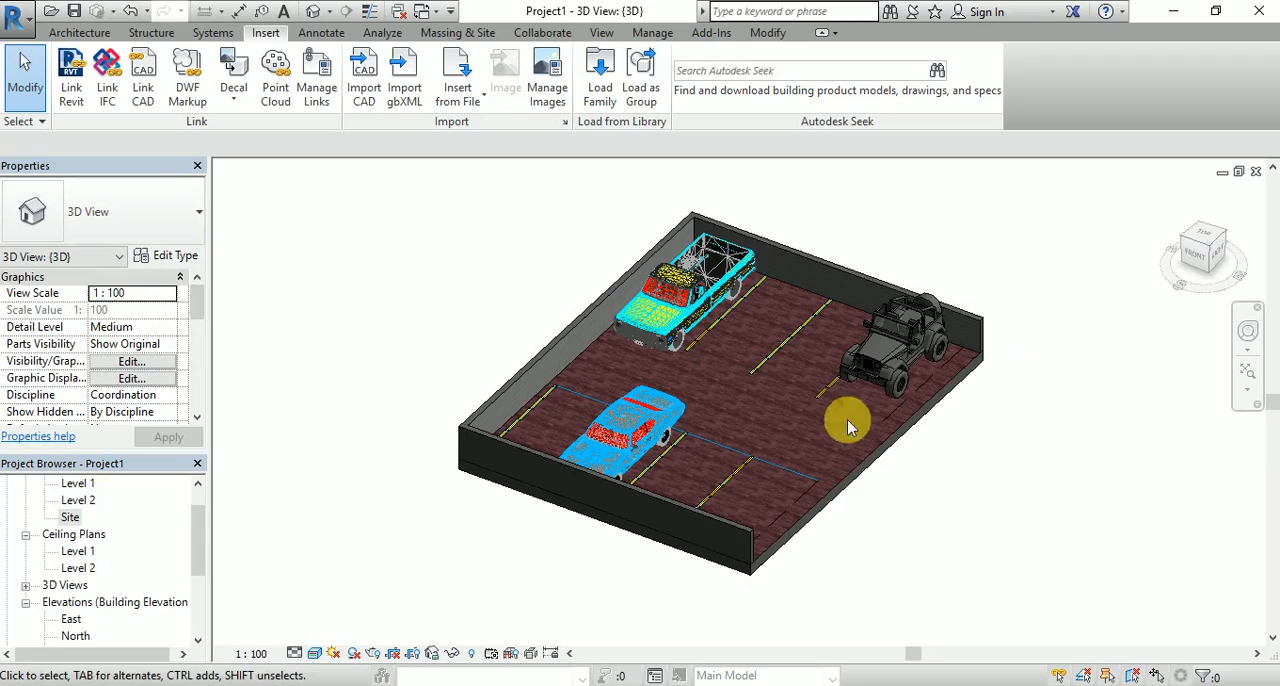 Project1 - 3D View: {3D}
Type a keyword or phrase
Sign In
Architecture Structure Systems Insert Annotate Analyze Massing & Site Collaborate View Manage Add-Ins Modify
Modify
Link Revit
Link IFC
Link CAD
DWF Markup
Decal
Point Cloud
Manage Links
Import CAD
Import gbXML
Insert from File
Image
Manage Images
Load Family
Load as Group
Search Autodesk Seek
Find and download building product models, drawings, and specs
Select Link Import Load from Library Autodesk Seek
Properties
3D View
3D View: {3D} Edit Type
Graphics
View Scale 1 : 100
Scale Value 1: 100
Detail Level Medium
Parts Visibility Show Original
Visibility/Grap... Edit...
Graphic Displa... Edit...
Discipline Coordination
Show Hidden ... By Discipline
Properties help Apply
Project Browser - Project1
Level 1
Level 2
Site
Ceiling Plans
Level 1
Level 2
3D Views
Elevations (Building Elevation
East
North
TOP
FRONT
1 : 100
Click to select, TAB for alternates, CTRL adds, SHIFT unselects.
:0
Main Model
:0